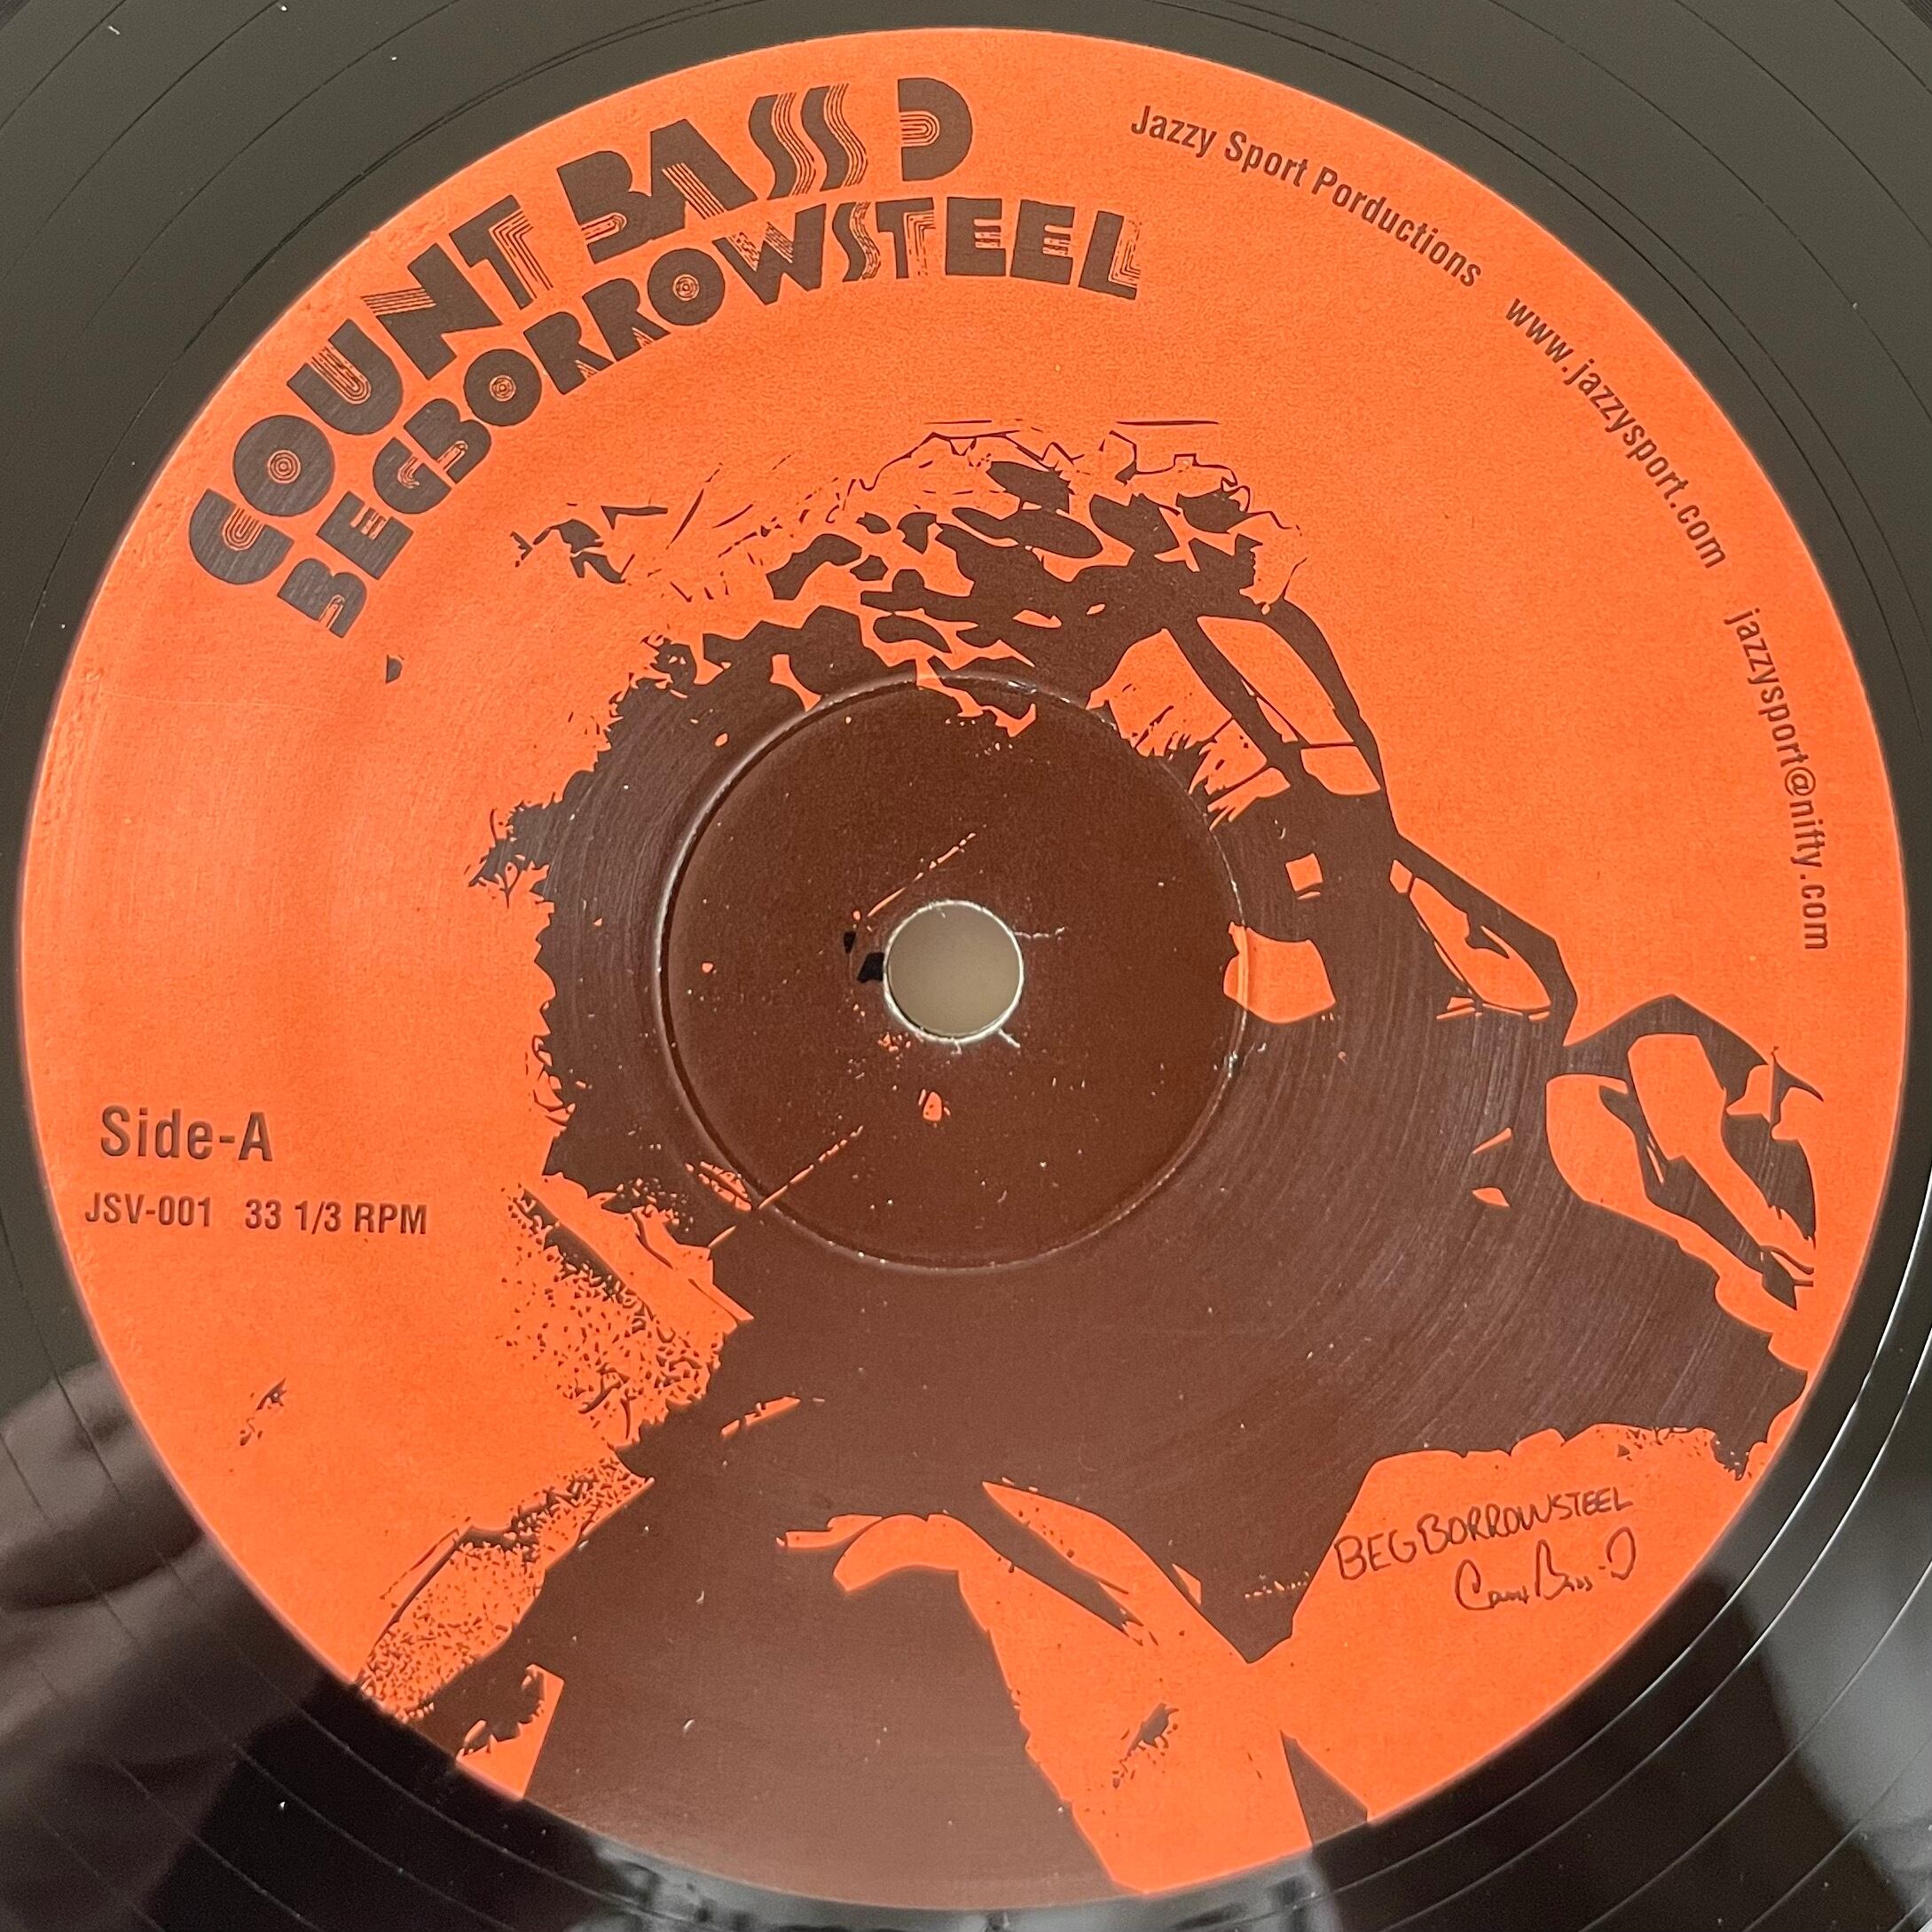 COUNT BASS D
BEGBORROWSTEEL
Jazzy Sport Porductions www.jazzysport.com jazzysport@nifty.com
Side-A
JSV-001 33 1/3 RPM
BEGBORROWSTEEL
Count Bass-D